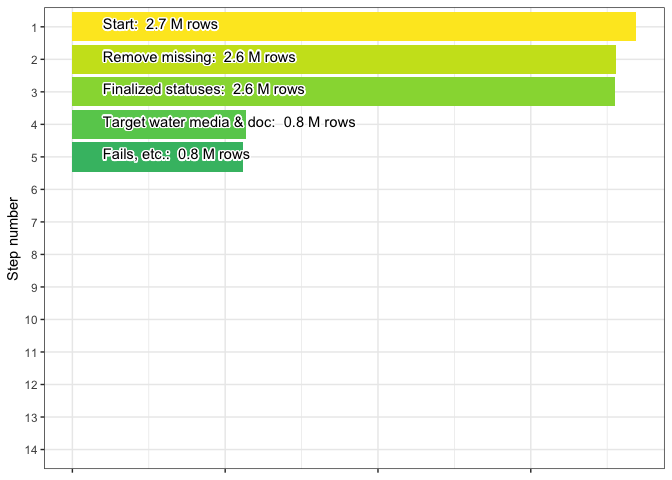 Step number
1
Start:  2.7 M rows
2
Remove missing:  2.6 M rows
3
Finalized statuses:  2.6 M rows
4
Target water media & doc:  0.8 M rows
5
Fails, etc.:  0.8 M rows
6
7
8
9
10
11
12
13
14